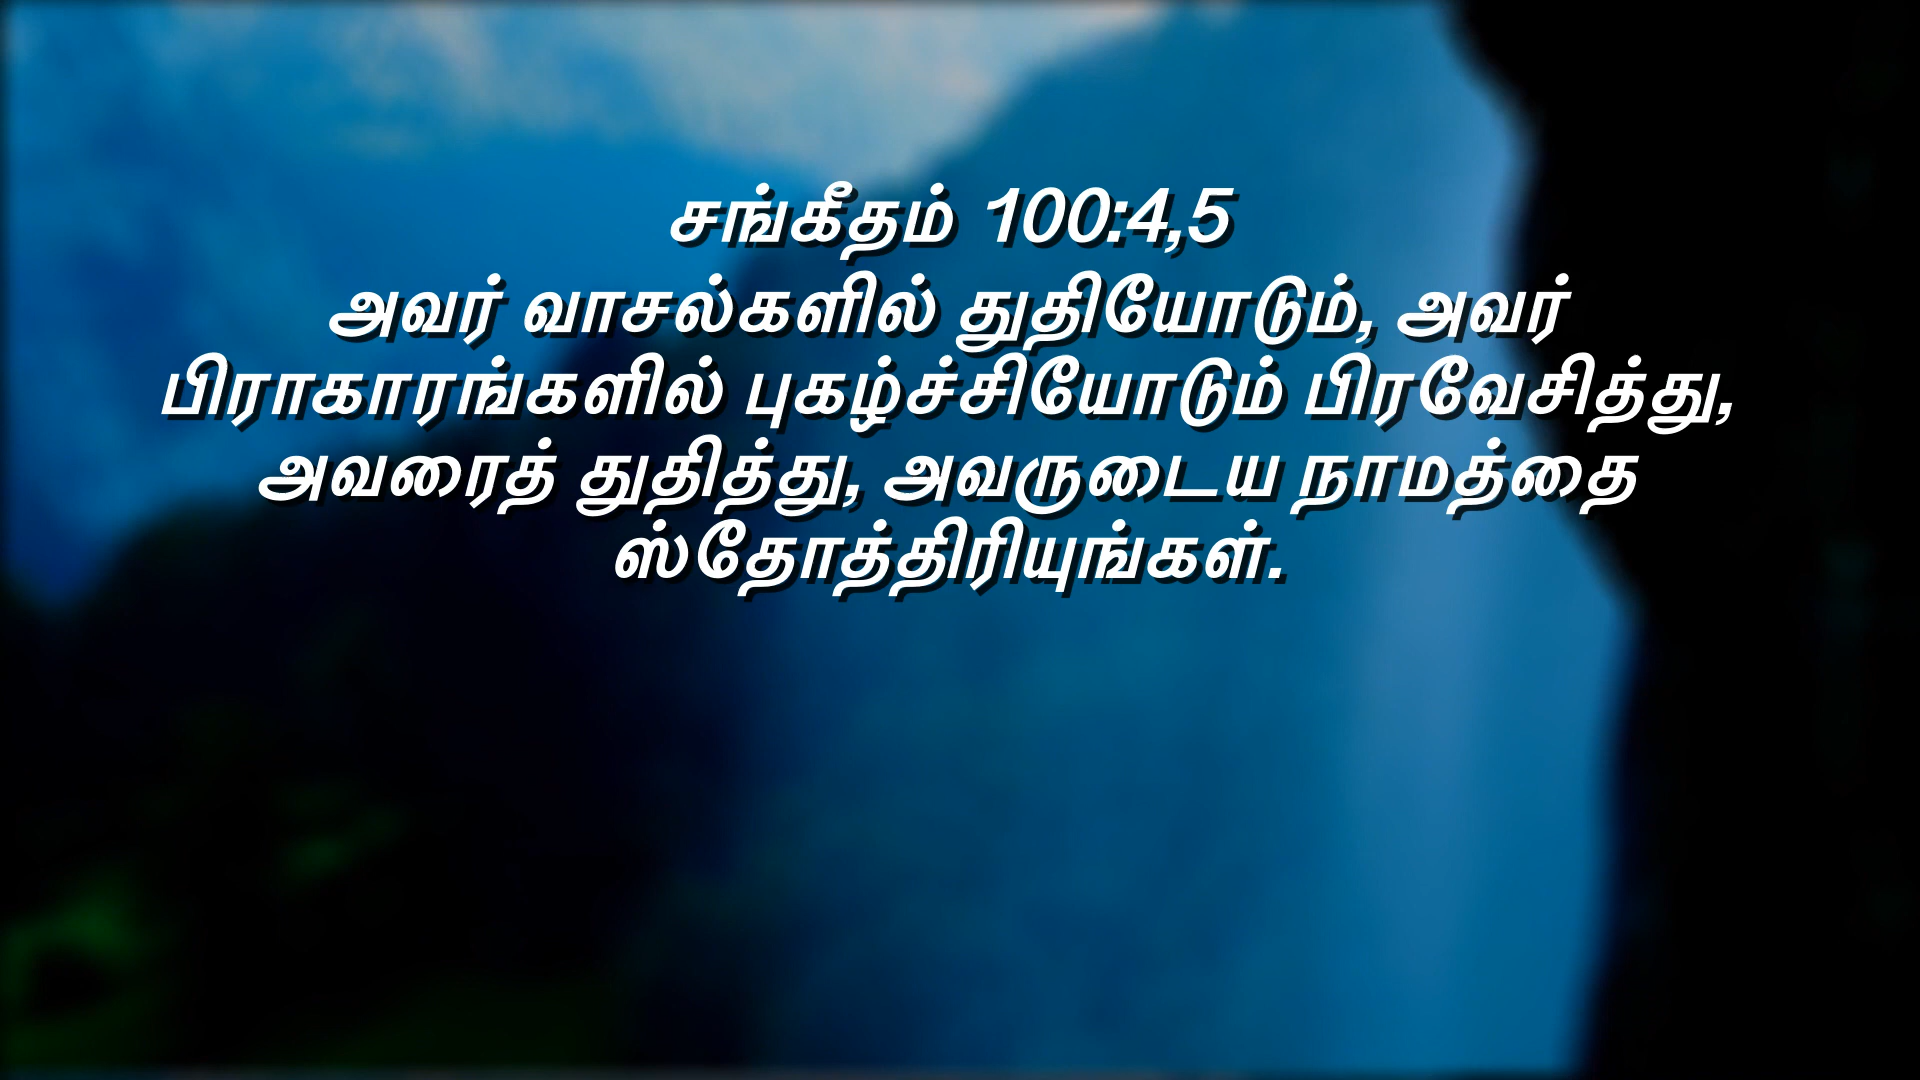 சங்கீதம் 100:4,5
அவர் வாசல்களில் துதியோடும், அவர்
பிராகாரங்களில் புகழ்ச்சியோடும் பிரவேசித்து,
அவரைத் துதித்து, அவருடைய நாமத்தை
ஸ்தோத்திரியுங்கள்.